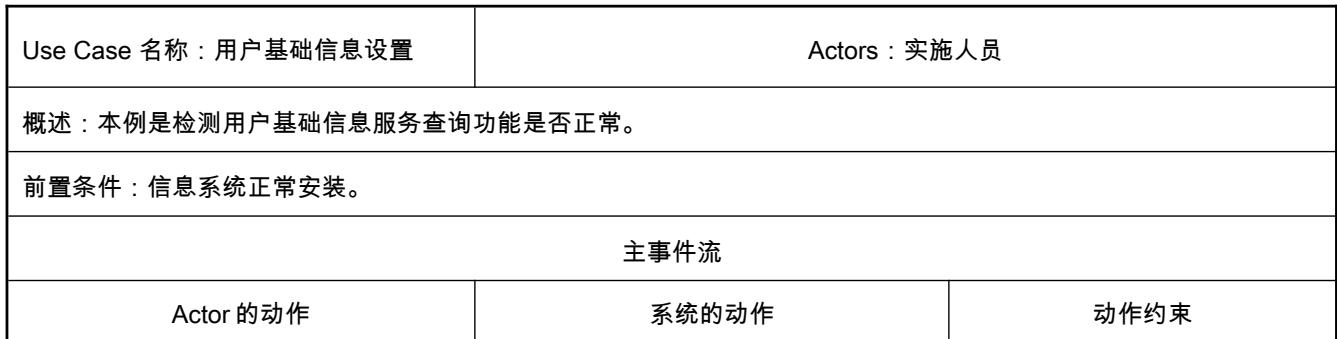 Use Case 名称：用户基础信息设置
Actors：实施人员
概述：本例是检测用户基础信息服务查询功能是否正常。
前置条件：信息系统正常安装。
主事件流
Actor 的动作
系统的动作
动作约束